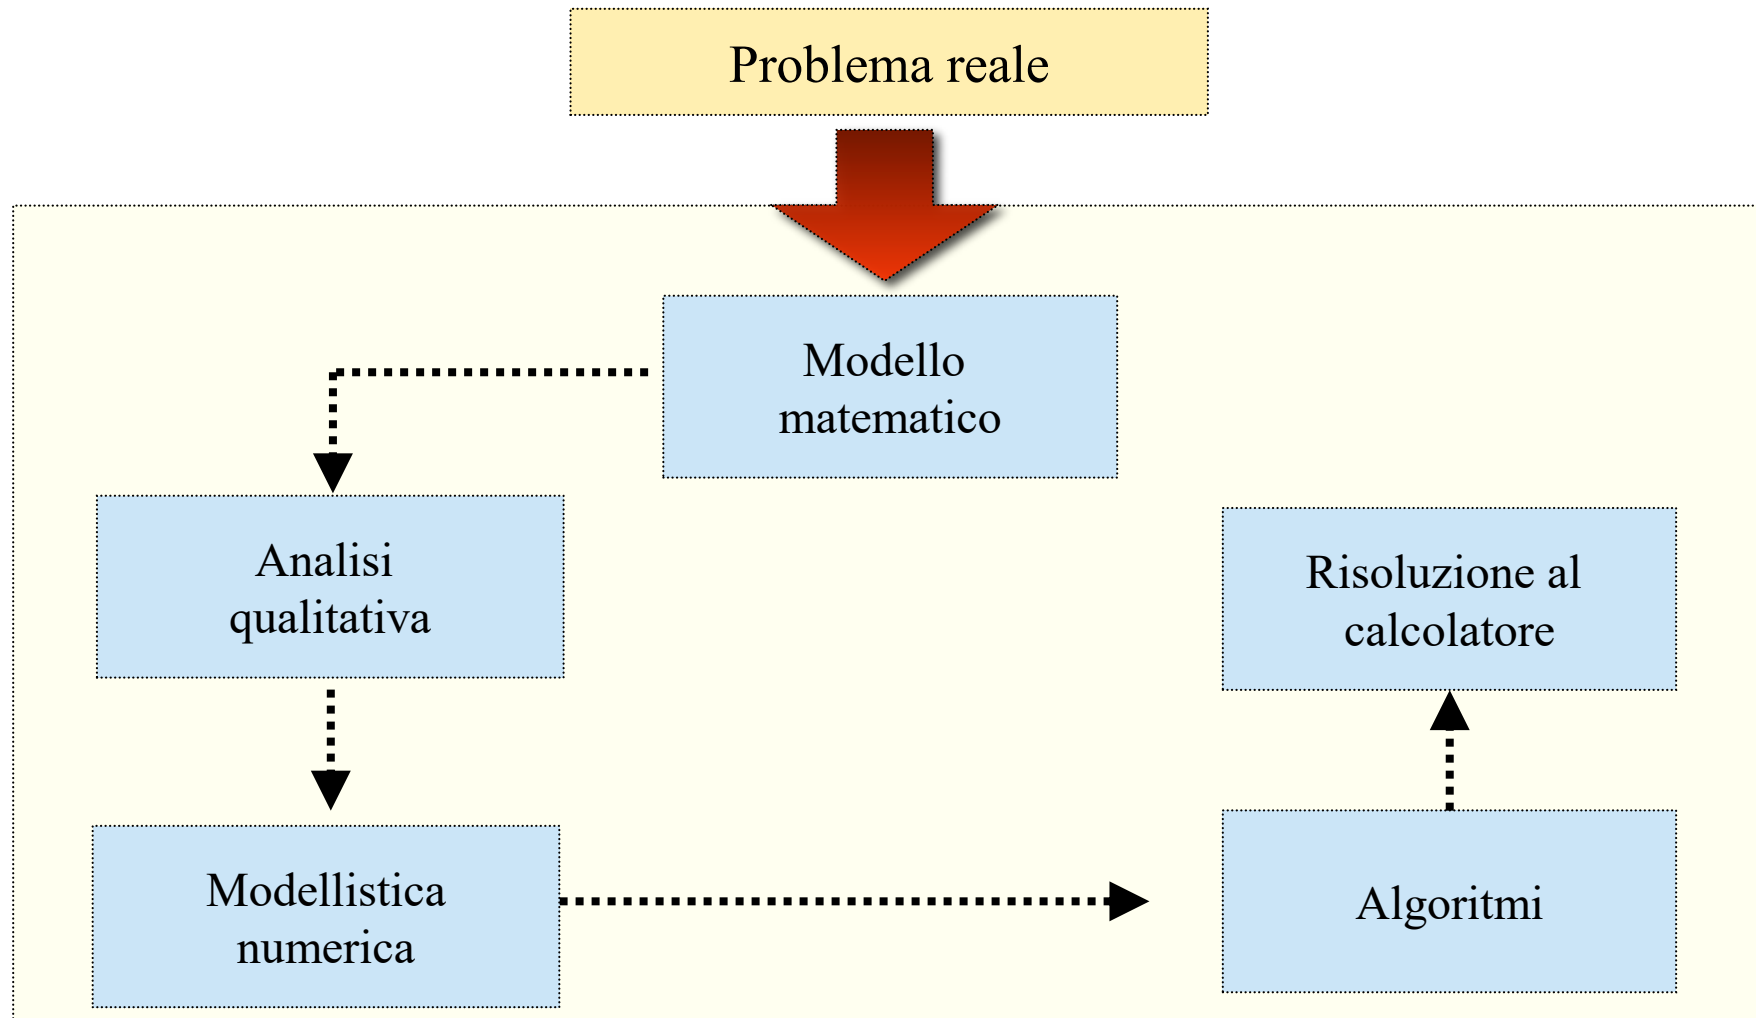 Problema reale
Modello
matematico
Analisi
qualitativa
Risoluzione al
calcolatore
Modellistica
numerica
Algoritmi